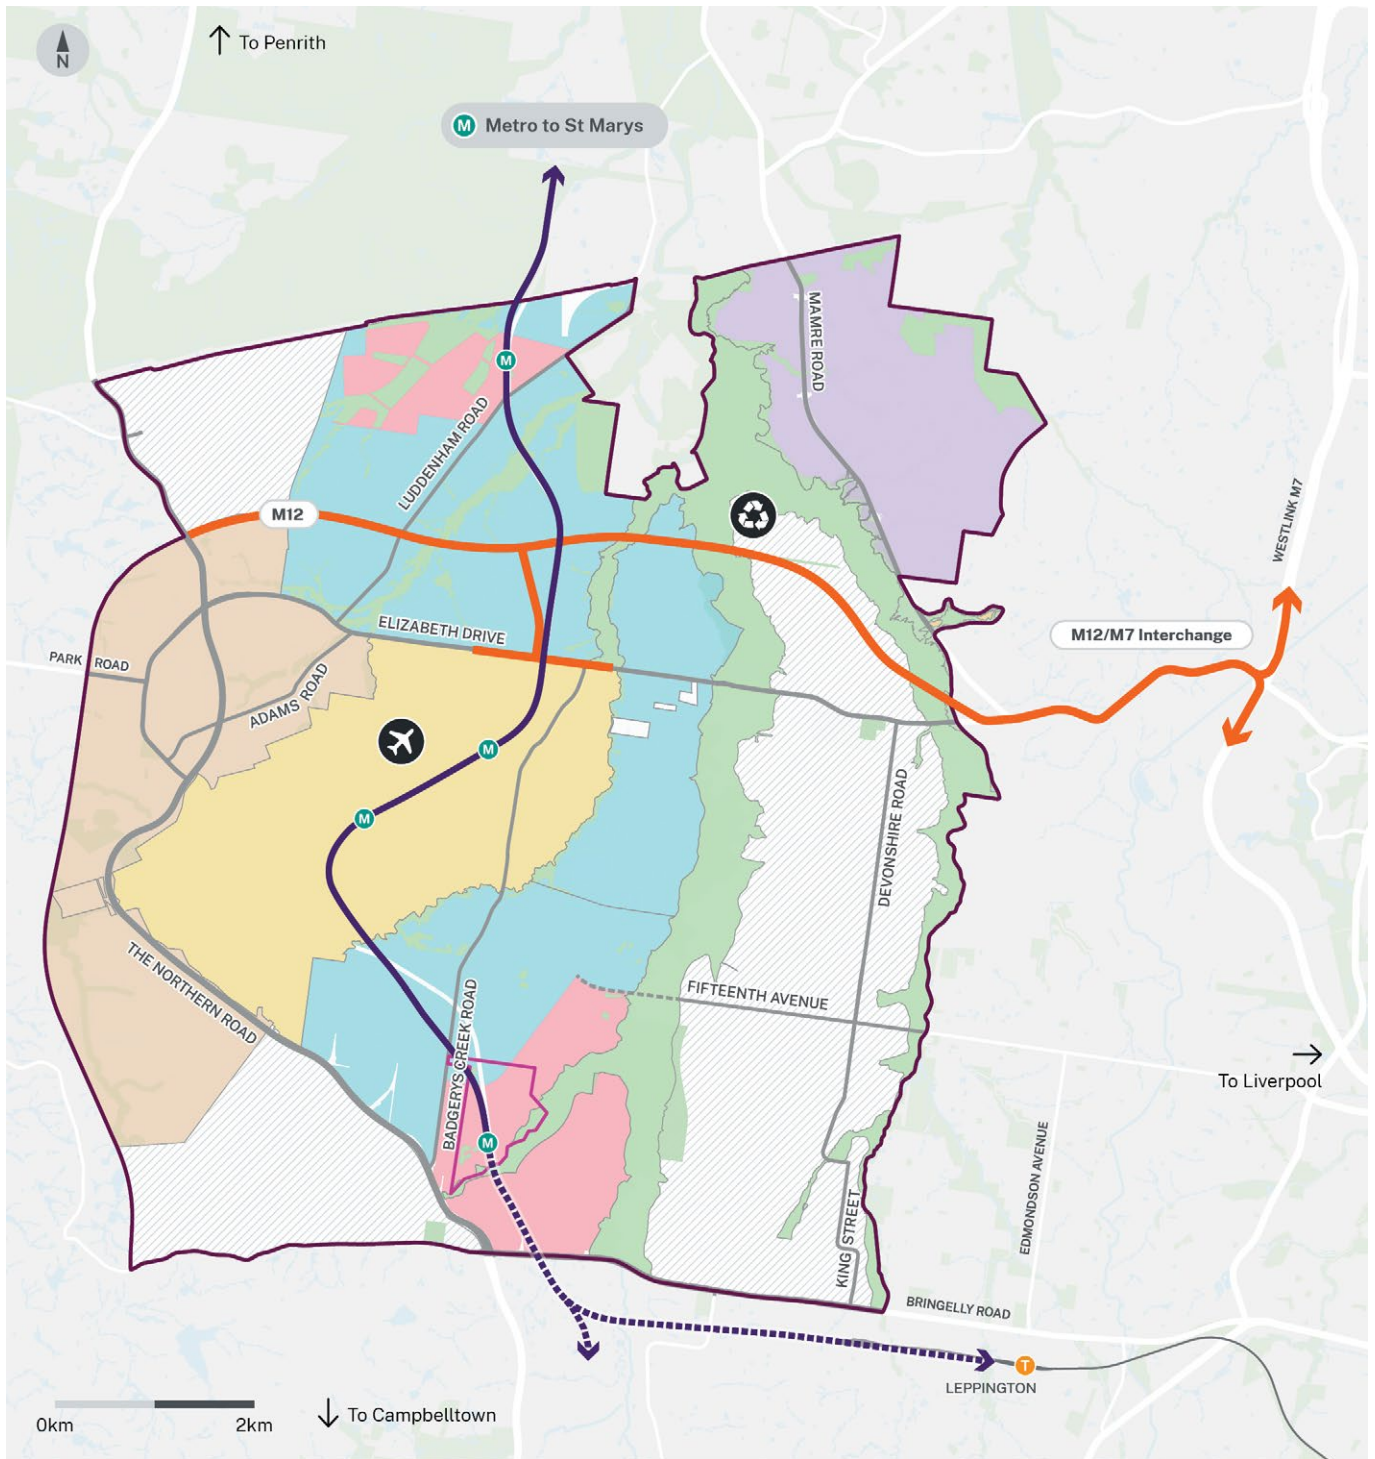 N
To Penrith
M Metro to St Marys
MAMRE ROAD
M
LUDDENHAM ROAD
WESTLINK M7
M12
ELIZABETH DRIVE
M12/M7 Interchange
PARK ROAD
ADAMS ROAD
M
DEVONSHIRE ROAD
M
THE NORTHERN ROAD
BADGERYS CREEK ROAD
FIFTEENTH AVENUE
To Liverpool
M
EDMONDSON AVENUE
KING STREET
BRINGELLY ROAD
T
LEPPINGTON
0km
2km
To Campbelltown